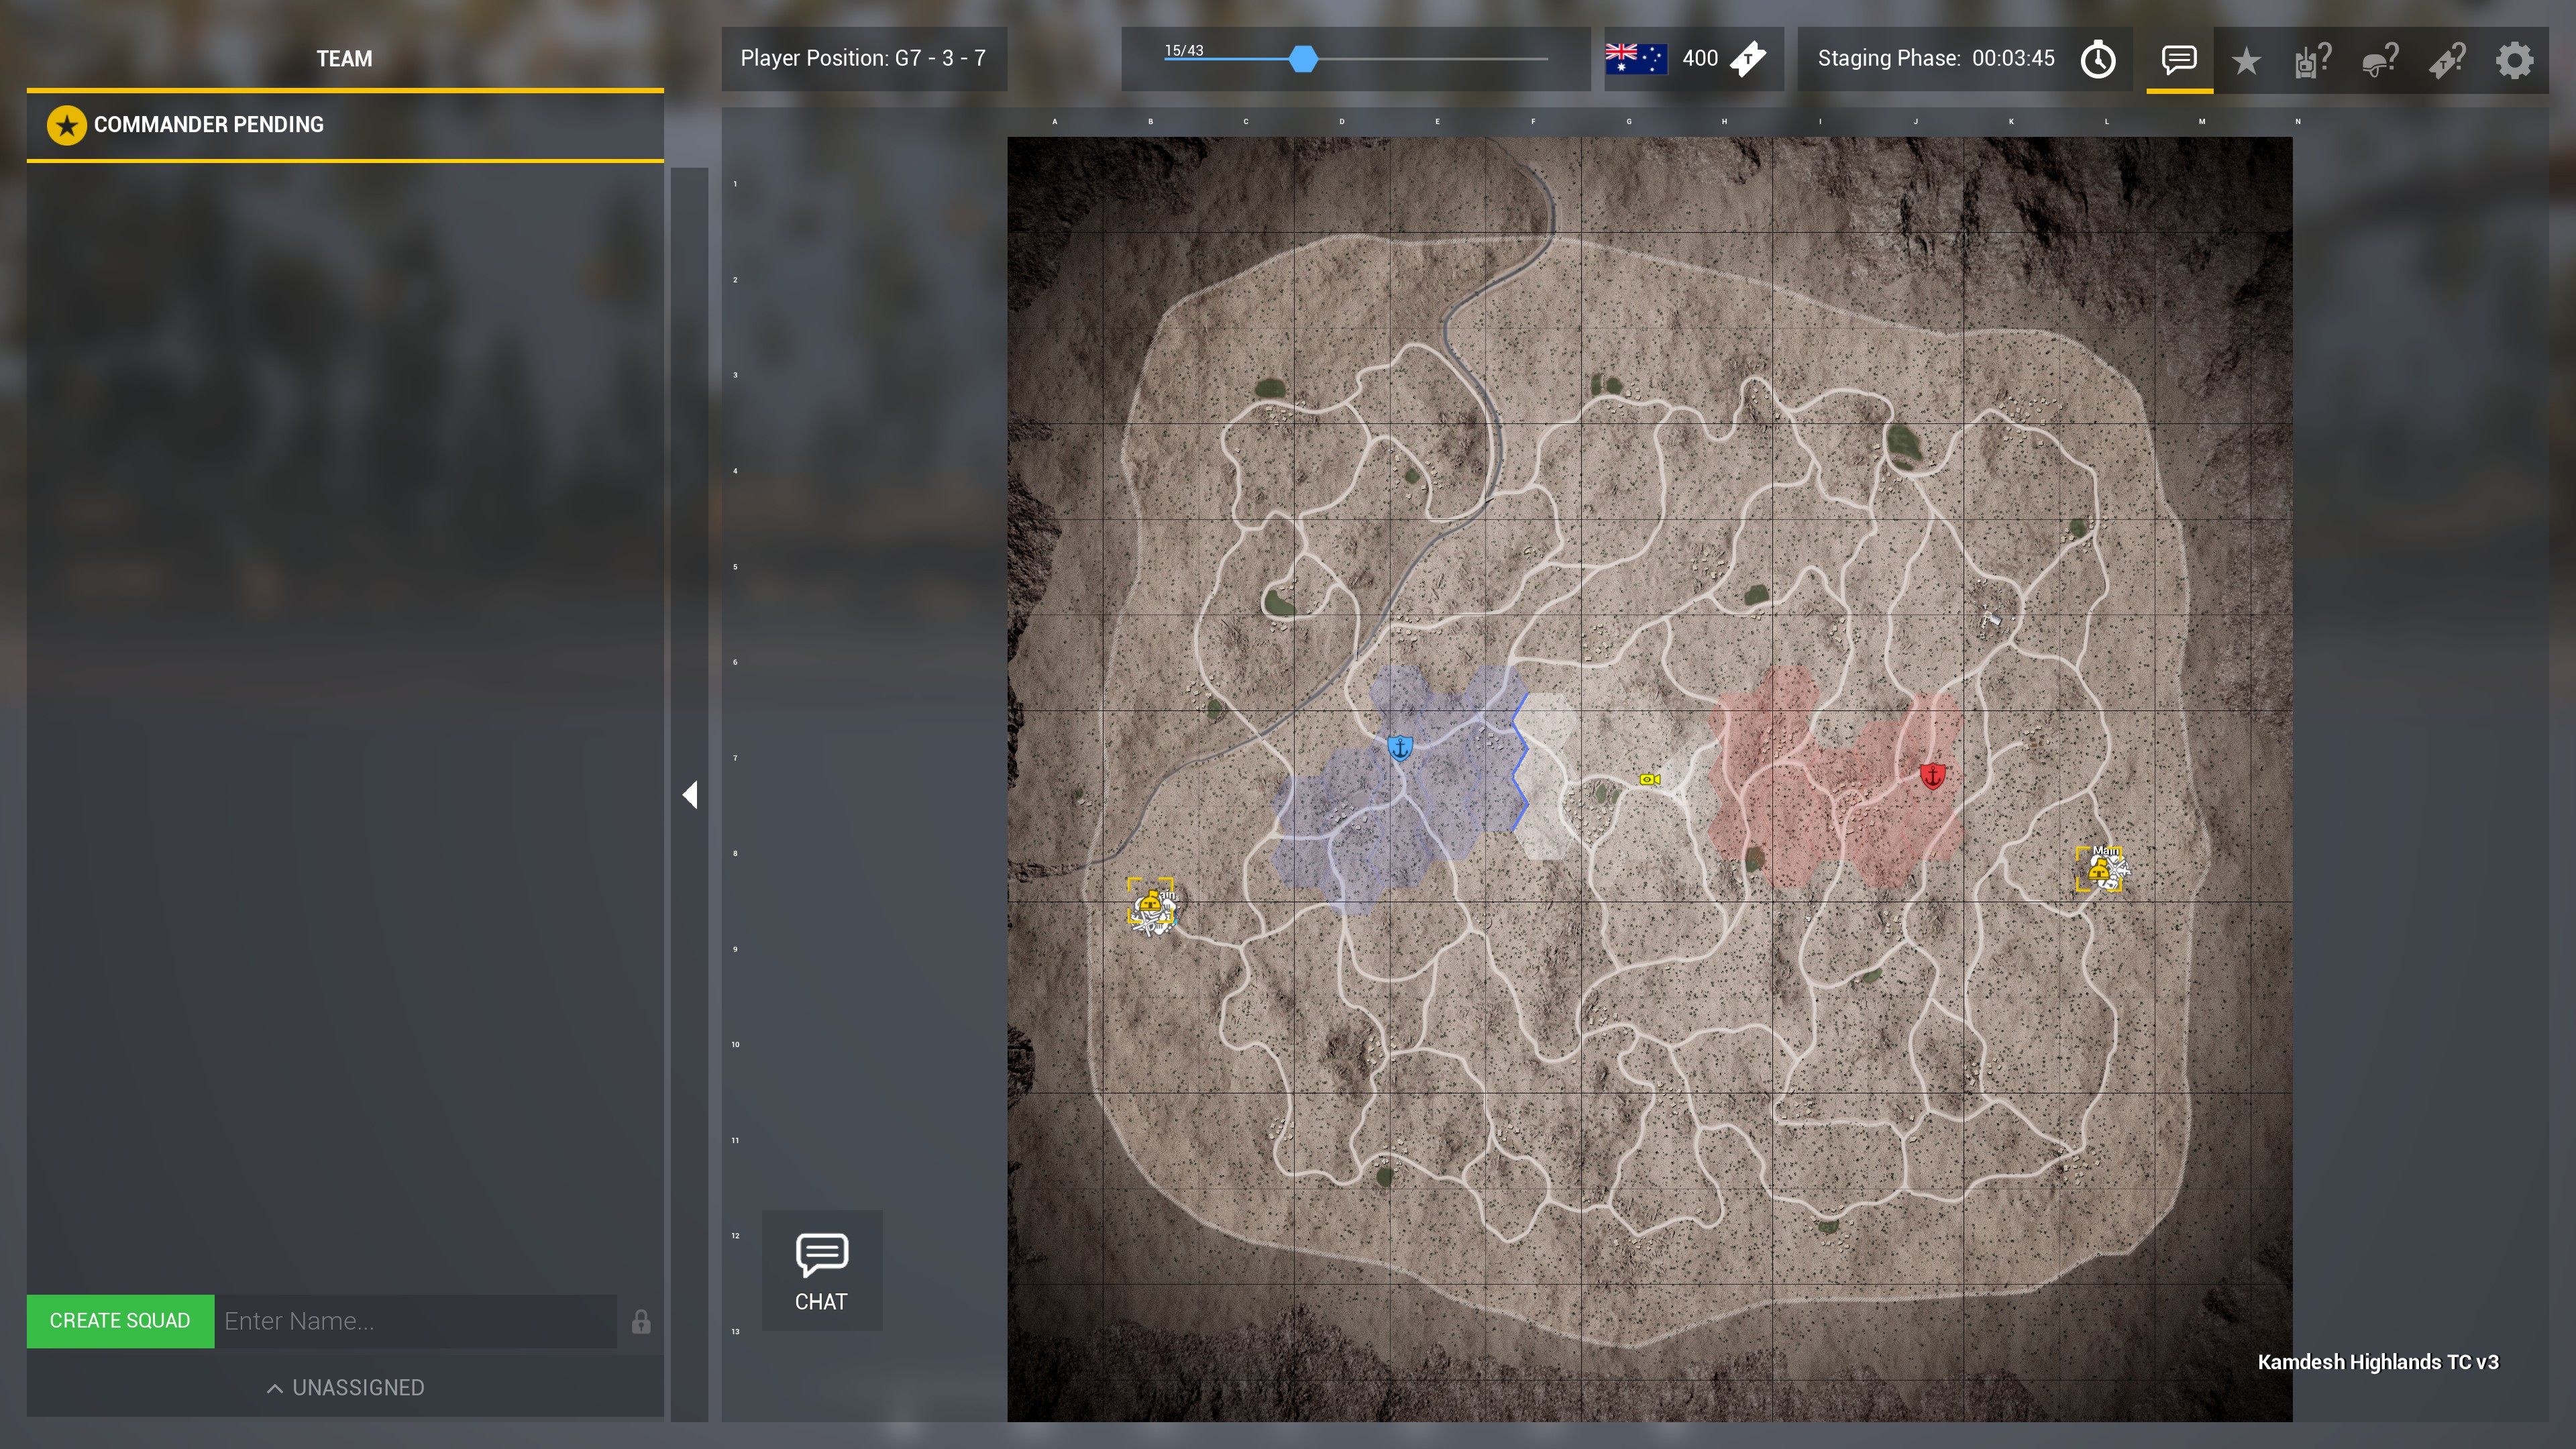 TEAM
COMMANDER PENDING
Player Position: G7 - 3 - 7
15/43
400
T
Staging Phase: 00:03:45
?
?
T?
A B C D E F G H I J K L M N
1
2
3
4
5
6
7
8
9
10
11
12
13
Main
CHAT
CREATE SQUAD
Enter Name...
UNASSIGNED
Kamdesh Highlands TC v3